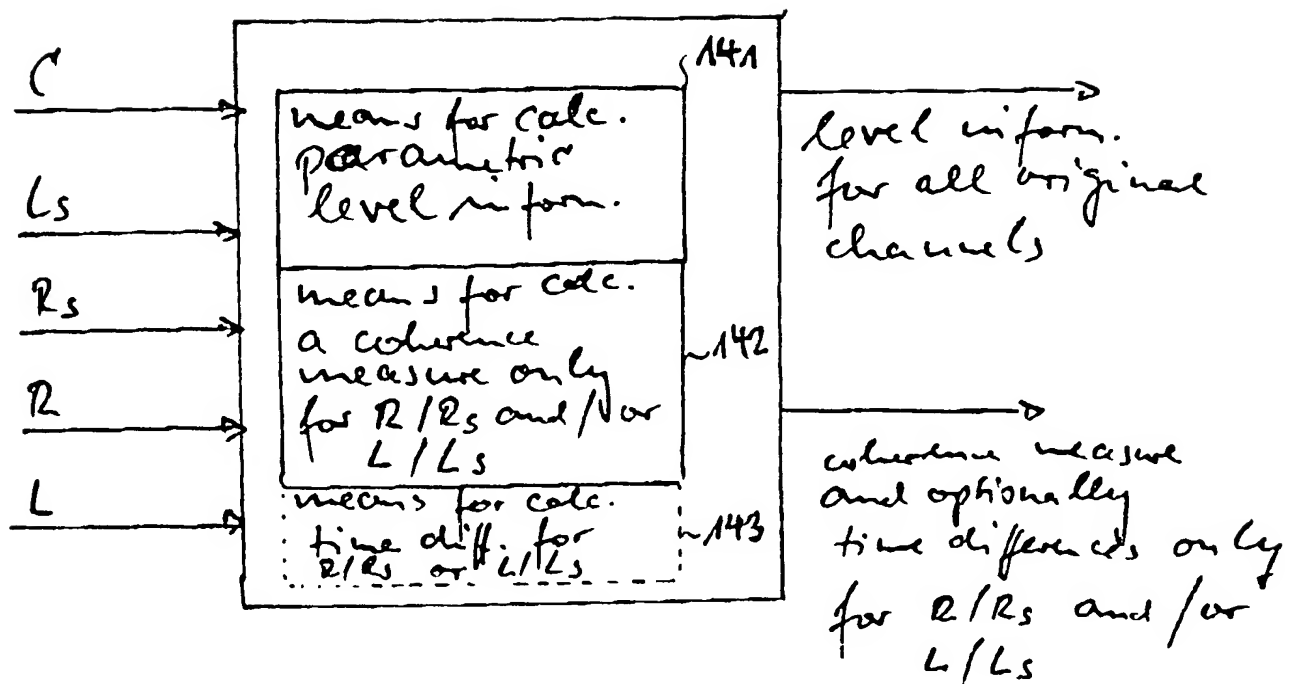 C
Ls
Rs
R
L
141
means for calc.
parametric
level inform.
means for calc.
a coherence
measure only
for R/Rs and/or
L/Ls
142
means for calc.
time diff. for
R/Rs or L/Ls
143
level inform.
for all original
channels
coherence measure
and optionally
time differences only
for R/Rs and/or
L/Ls